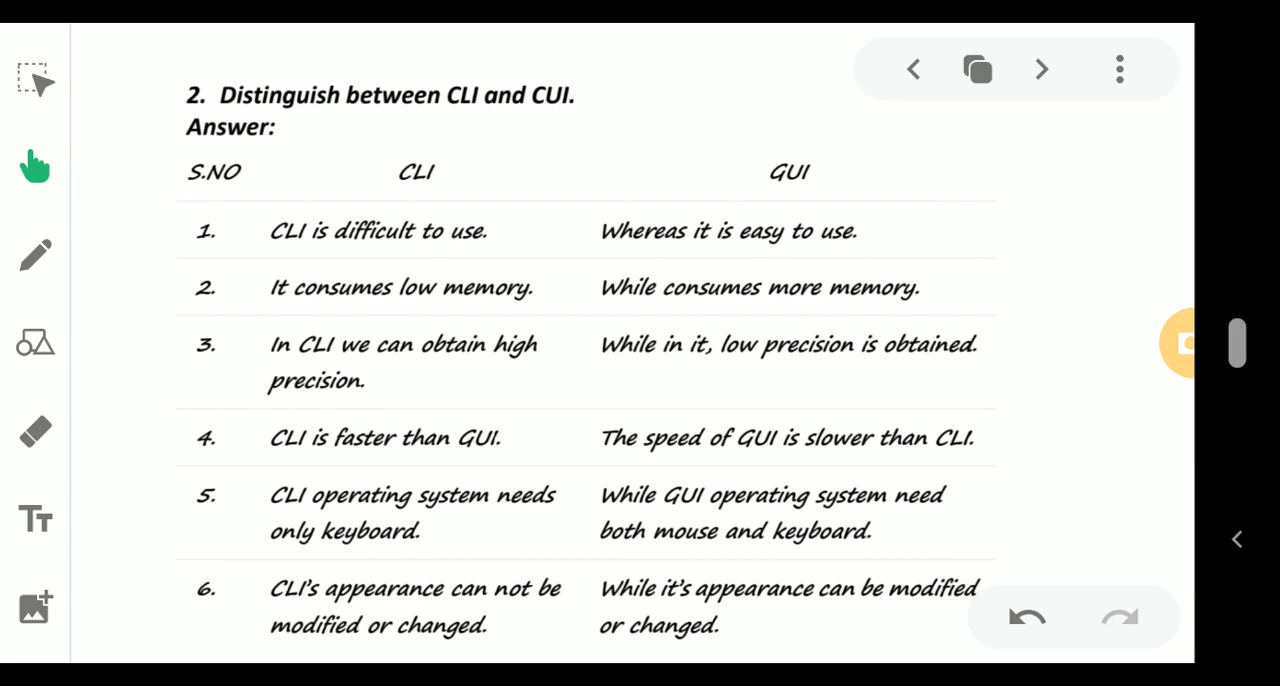 2. Distinguish between CLI and CUI.
Answer:
S.NO CLI GUI
1. CLI is difficult to use. Whereas it is easy to use.
2. It consumes low memory. While consumes more memory.
3. In CLI we can obtain high While in it, low precision is obtained.
precision.
4. CLI is faster than GUI. The speed of GUI is slower than CLI.
5. CLI operating system needs While GUI operating system need
only keyboard. both mouse and keyboard.
6. CLI's appearance can not be While it's appearance can be modified
modified or changed. or changed.
TT